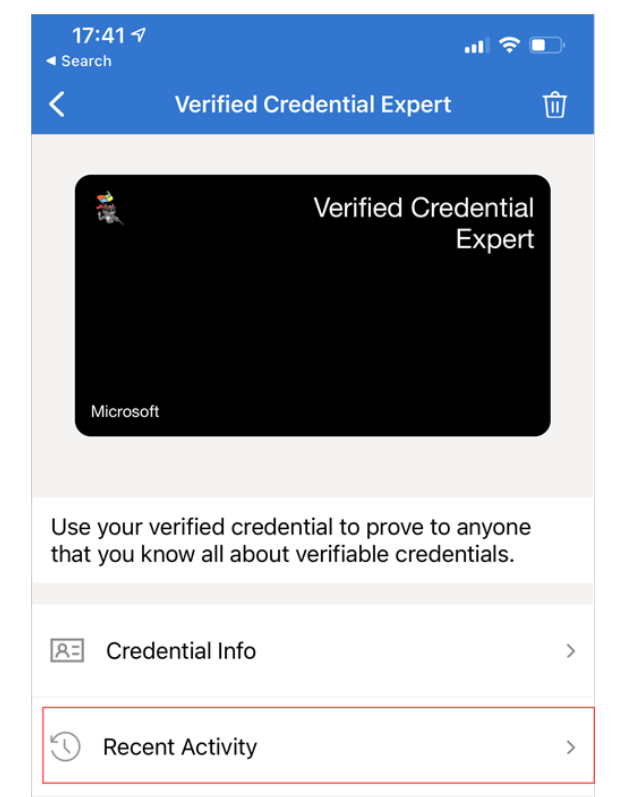 17:41
◀ Search
Verified Credential Expert
Verified Credential
Expert
Microsoft
Use your verified credential to prove to anyone
that you know all about verifiable credentials.
Credential Info
Recent Activity